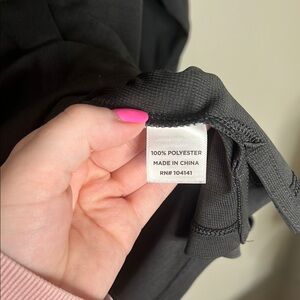 100% POLYESTER
MADE IN CHINA
RN# 104141